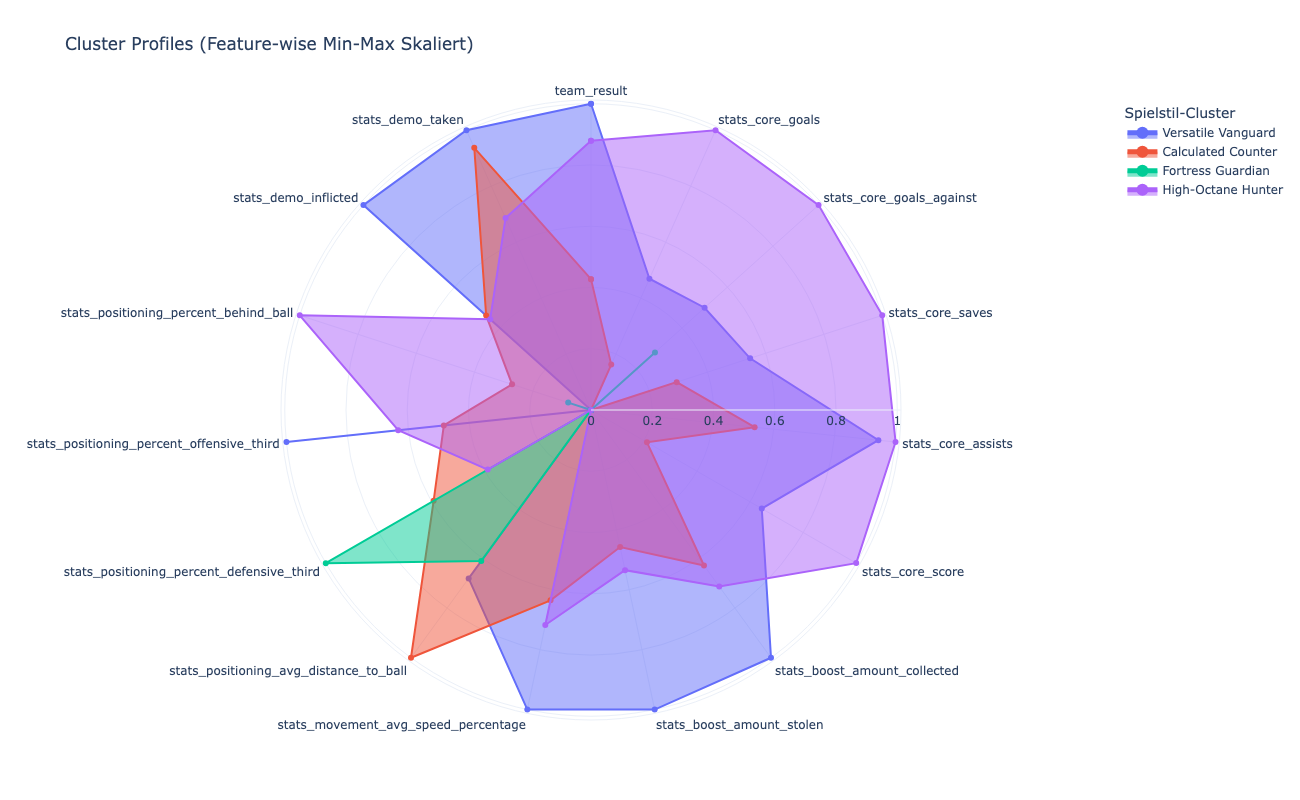 Cluster Profiles (Feature-wise Min-Max Skaliert)
team_result
stats_core_goals
stats_demo_taken
stats_core_goals_against
stats_demo_inflicted
stats_core_saves
stats_positioning_percent_behind_ball
0 0.2 0.4 0.6 0.8 1
stats_core_assists
stats_positioning_percent_offensive_third
stats_core_score
stats_positioning_percent_defensive_third
stats_boost_amount_collected
stats_positioning_avg_distance_to_ball
stats_boost_amount_stolen
stats_movement_avg_speed_percentage
Spielstil-Cluster
Versatile Vanguard
Calculated Counter
Fortress Guardian
High-Octane Hunter